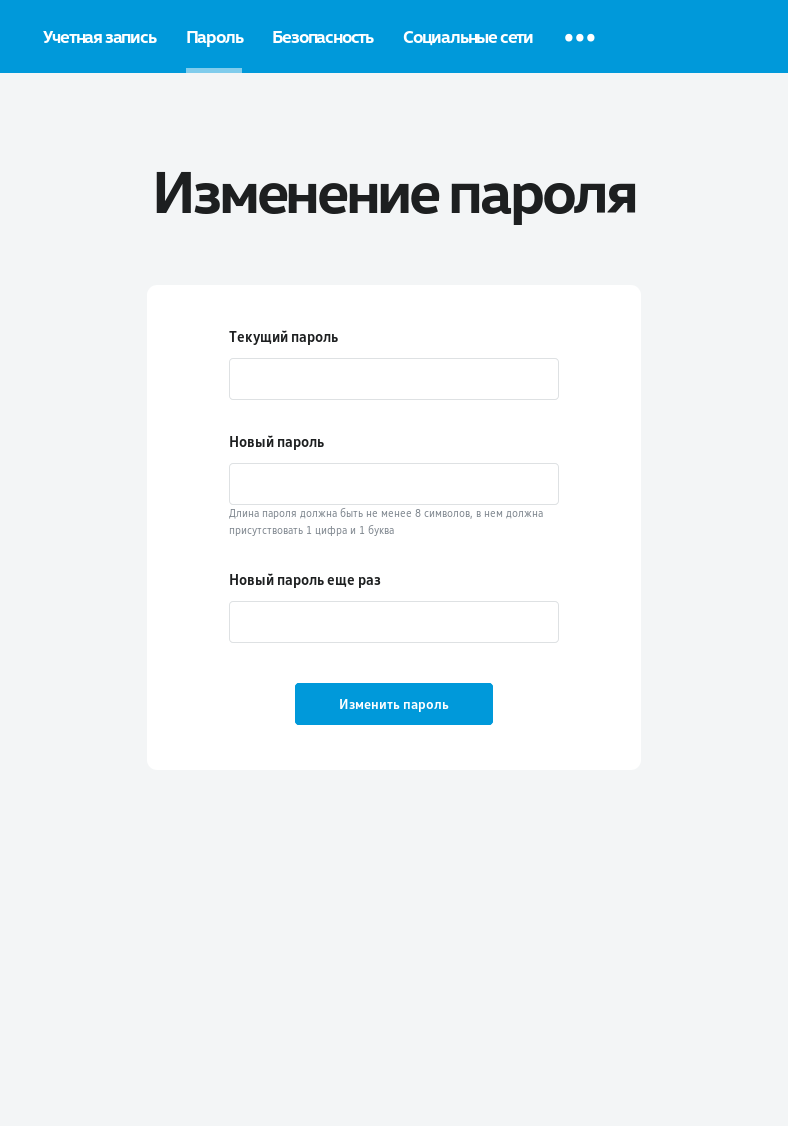 Учетная запись Пароль Безопасность Социальные сети
Изменение пароля
Текущий пароль
Новый пароль
Длина пароля должна быть не менее 8 символов, в нем должна
присутствовать 1 цифра и 1 буква
Новый пароль еще раз
Изменить пароль